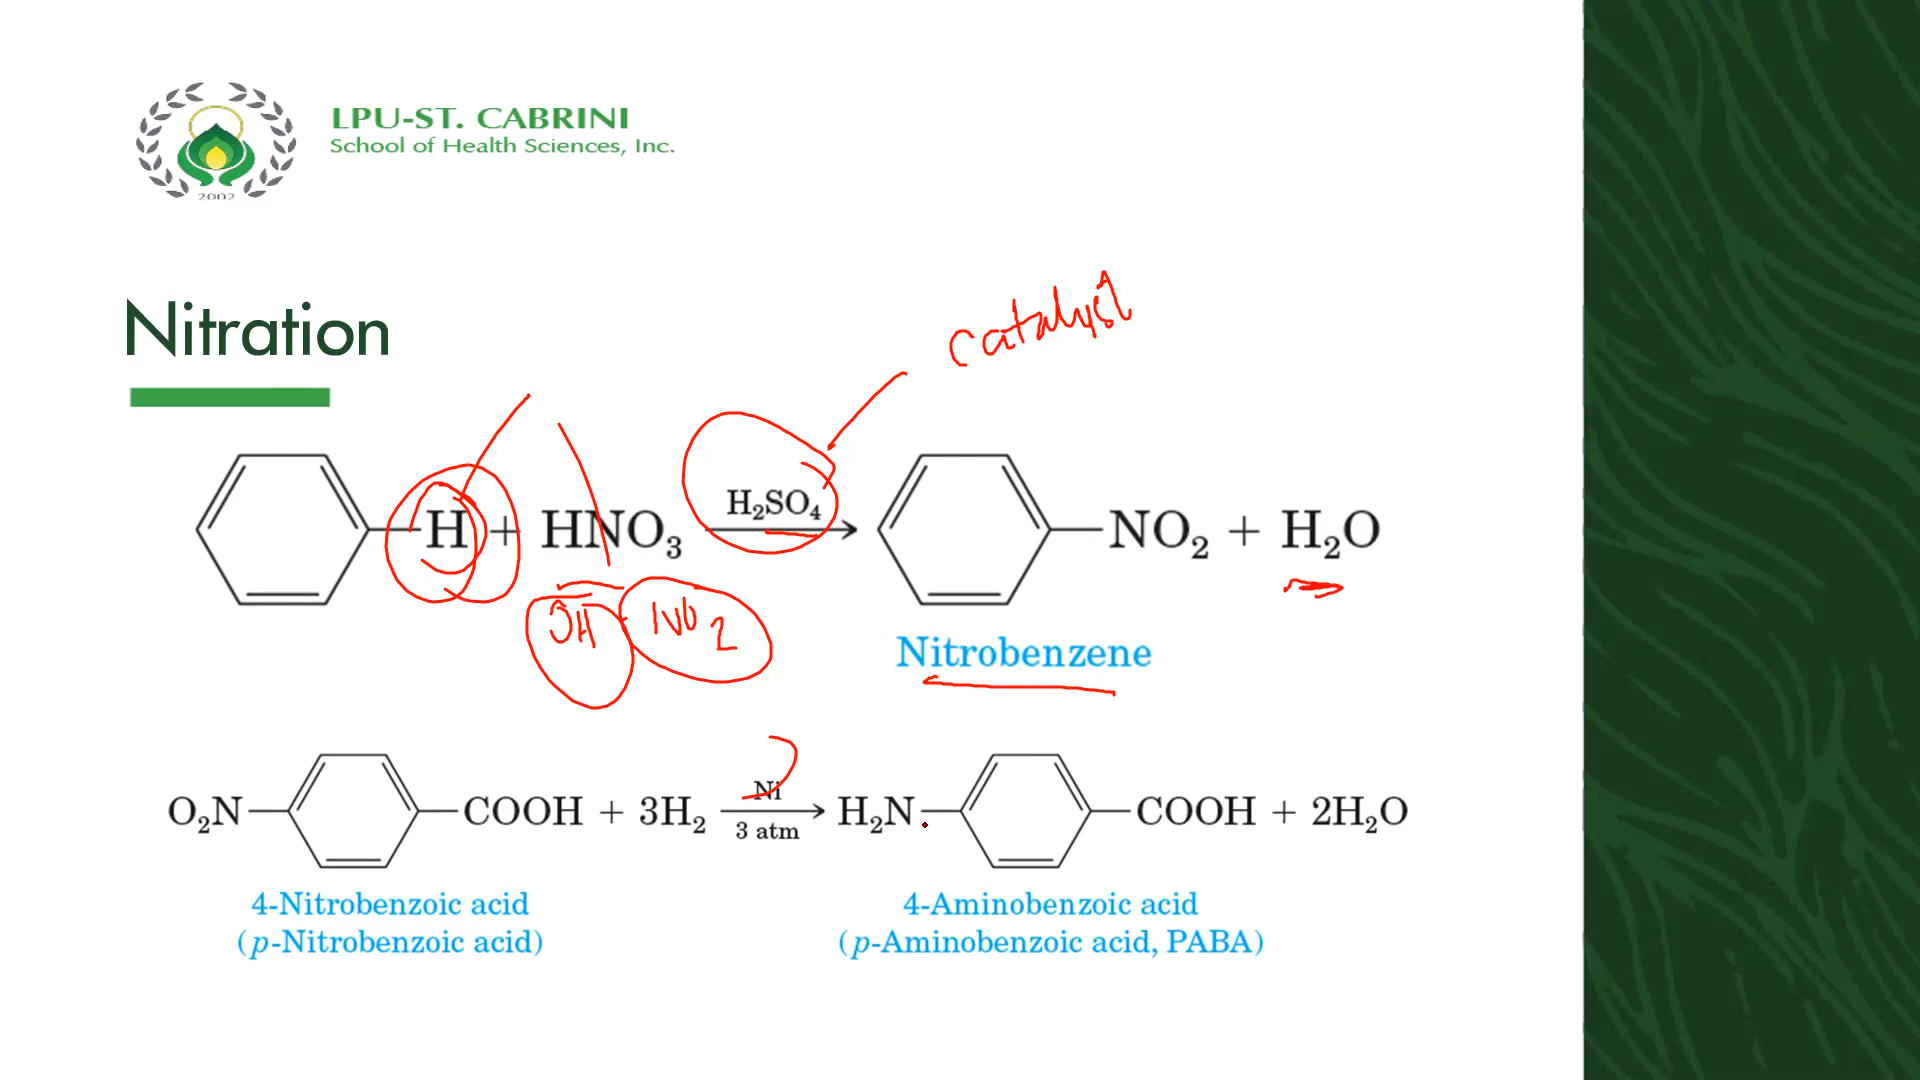 LPU-ST. CABRINI
School of Health Sciences, Inc.
2002
Nitration
catalyst
H + HNO₃ H₂SO₄ NO₂ + H₂O
OH NO₂
Nitrobenzene
O₂N COOH + 3H₂ Ni 3 atm H₂N COOH + 2H₂O
4-Nitrobenzoic acid 4-Aminobenzoic acid
(p-Nitrobenzoic acid) (p-Aminobenzoic acid, PABA)